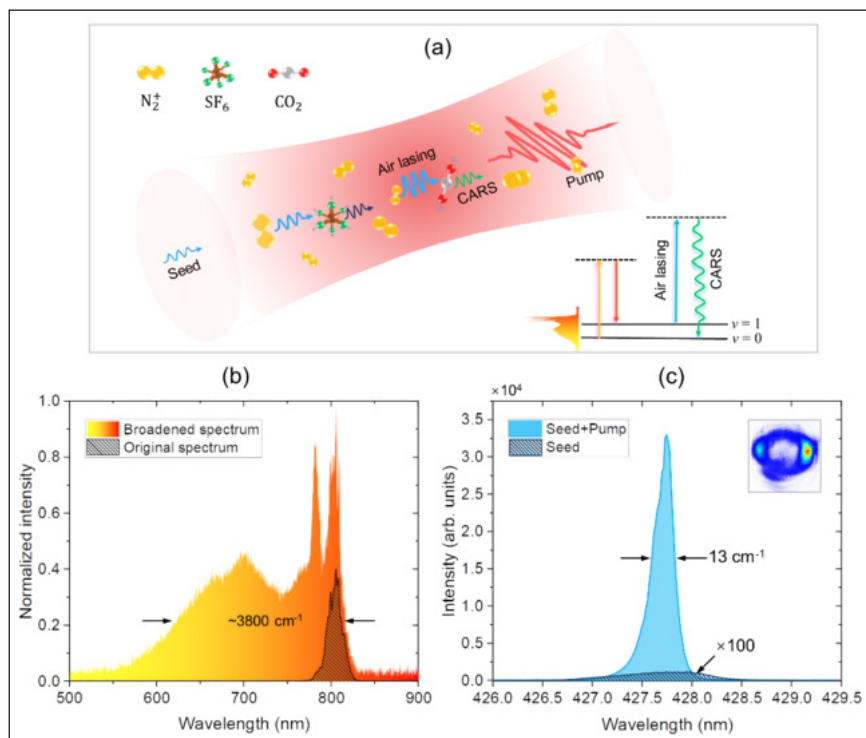 (a)
N₂⁺ SF₆ CO₂
Air lasing
CARS
Pump
Seed
Air lasing
CARS
v = 1
v = 0
(b)
Normalized intensity
1.0
0.8
0.6
0.4
0.2
0.0
Broadened spectrum
Original spectrum
~3800 cm⁻¹
500 600 700 800 900
Wavelength (nm)
(c)
×10⁴
Intensity (arb. units)
3.5
3.0
2.5
2.0
1.5
1.0
0.5
0.0
Seed+Pump
Seed
13 cm⁻¹
×100
426.0 426.5 427.0 427.5 428.0 428.5 429.0 429.5
Wavelength (nm)